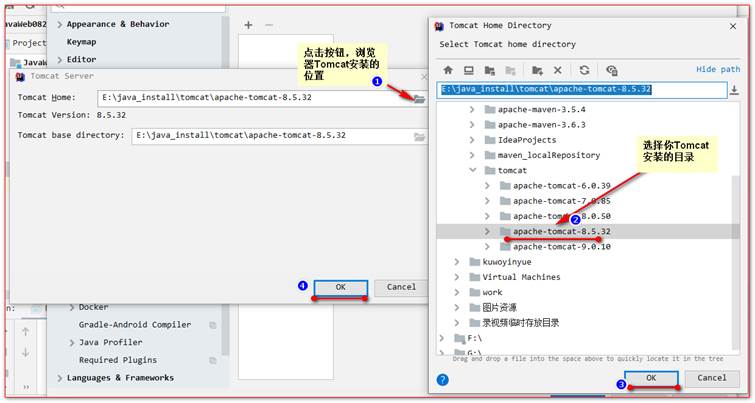 JavaWeb082
Project
Java
Appearance & Behavior
Keymap
Editor
点击按钮，浏览
器Tomcat安装的
位置
1
Tomcat Server
Tomcat Home:
E:\java_install\tomcat\apache-tomcat-8.5.32
Tomcat Version: 8.5.32
Tomcat base directory:
E:\java_install\tomcat\apache-tomcat-8.5.32
4
OK
Cancel
Docker
Gradle-Android Compiler
Java Profiler
Required Plugins
Languages & Frameworks
Tomcat Home Directory
Select Tomcat home directory
Hide path
E:\java_install\tomcat\apache-tomcat-8.5.32
apache-maven-3.5.4
apache-maven-3.6.3
IdeaProjects
maven_localRepository
tomcat
选择你Tomcat
安装的目录
apache-tomcat-6.0.39
apache-tomcat-7.0.85
2
apache-tomcat-8.0.50
apache-tomcat-8.5.32
apache-tomcat-9.0.10
kuwoyinyue
Virtual Machines
work
图片资源
录视频临时存放目录
F:\
G:\
Drag and drop a file into the space above to quickly locate it in the tree
?
3
OK
Cancel